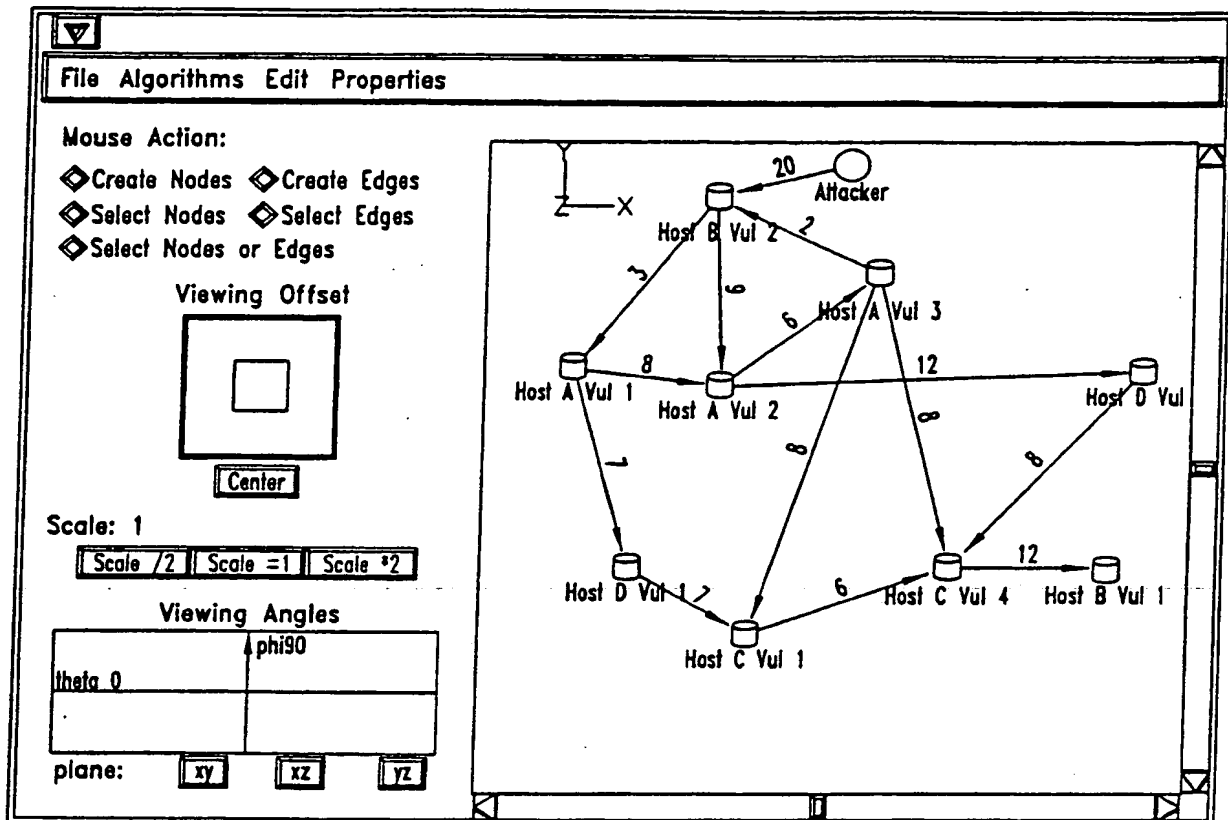 File Algorithms Edit Properties
Mouse Action:
Create Nodes Create Edges
Select Nodes Select Edges
Select Nodes or Edges
Viewing Offset
Center
Scale: 1
Scale /2 Scale =1 Scale *2
Viewing Angles
phi90
theta 0
plane: xy xz yz
Y
Z X
20
Attacker
Host B Vul 2
2
3
6
Host A Vul 3
6
8
12
Host A Vul 1
Host A Vul 2
Host D Vul
8
8
8
12
Host D Vul 1
6
Host C Vul 4
Host B Vul 1
Host C Vul 1